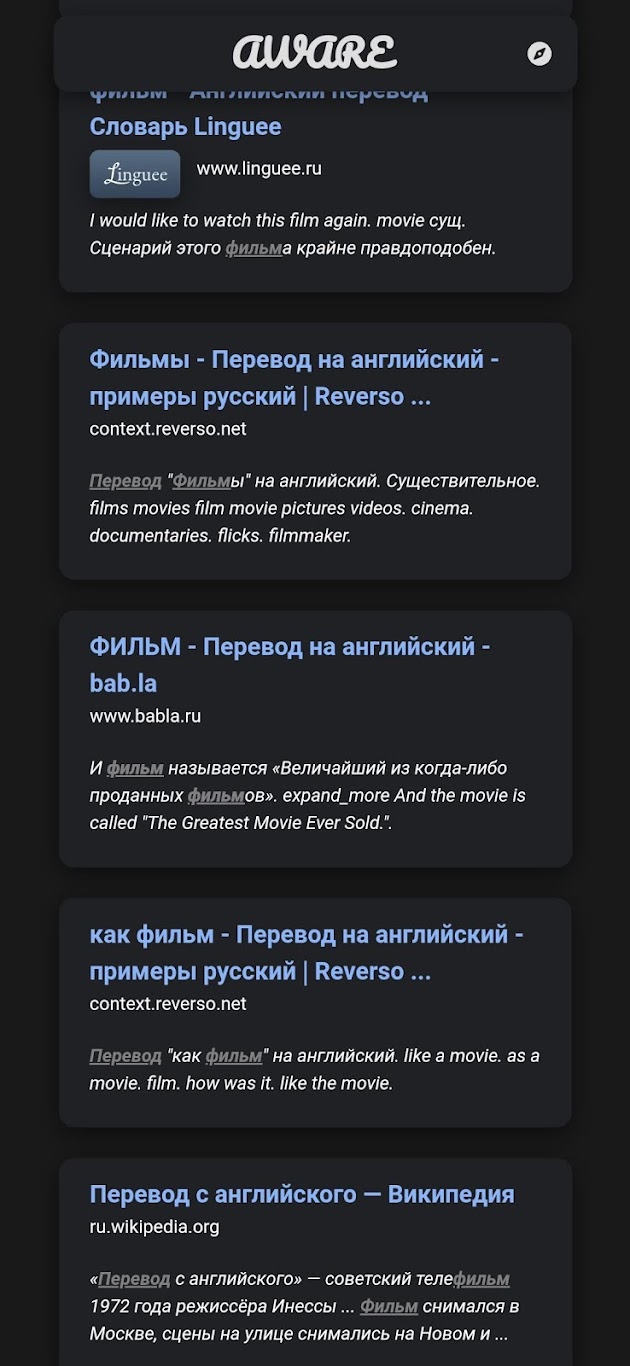 AWARE
фильм - Английский перевод
Словарь Linguee
Linguee
www.linguee.ru
I would like to watch this film again. movie сущ.
Сценарий этого фильма крайне правдоподобен.
Фильмы - Перевод на английский -
примеры русский | Reverso ...
context.reverso.net
Перевод "Фильмы" на английский. Существительное.
films movies film movie pictures videos. cinema.
documentaries. flicks. filmmaker.
ФИЛЬМ - Перевод на английский -
bab.la
www.babla.ru
И фильм называется «Величайший из когда-либо
проданных фильмов». expand_more And the movie is
called "The Greatest Movie Ever Sold.".
как фильм - Перевод на английский -
примеры русский | Reverso ...
context.reverso.net
Перевод "как фильм" на английский. like a movie. as a
movie. film. how was it. like the movie.
Перевод с английского — Википедия
ru.wikipedia.org
«Перевод с английского» — советский телефильм
1972 года режиссёра Инессы ... Фильм снимался в
Москве, сцены на улице снимались на Новом и ...